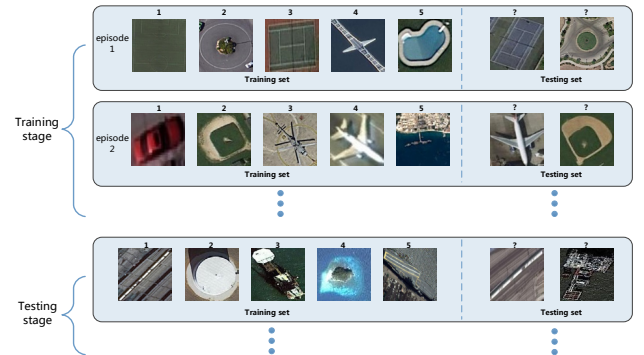 1 2 3 4 5 ? ?
episode
1
Training set Testing set
Training
stage
1 2 3 4 5 ? ?
episode
2
Training set Testing set
1 2 3 4 5 ? ?
Testing
stage
Training set Testing set